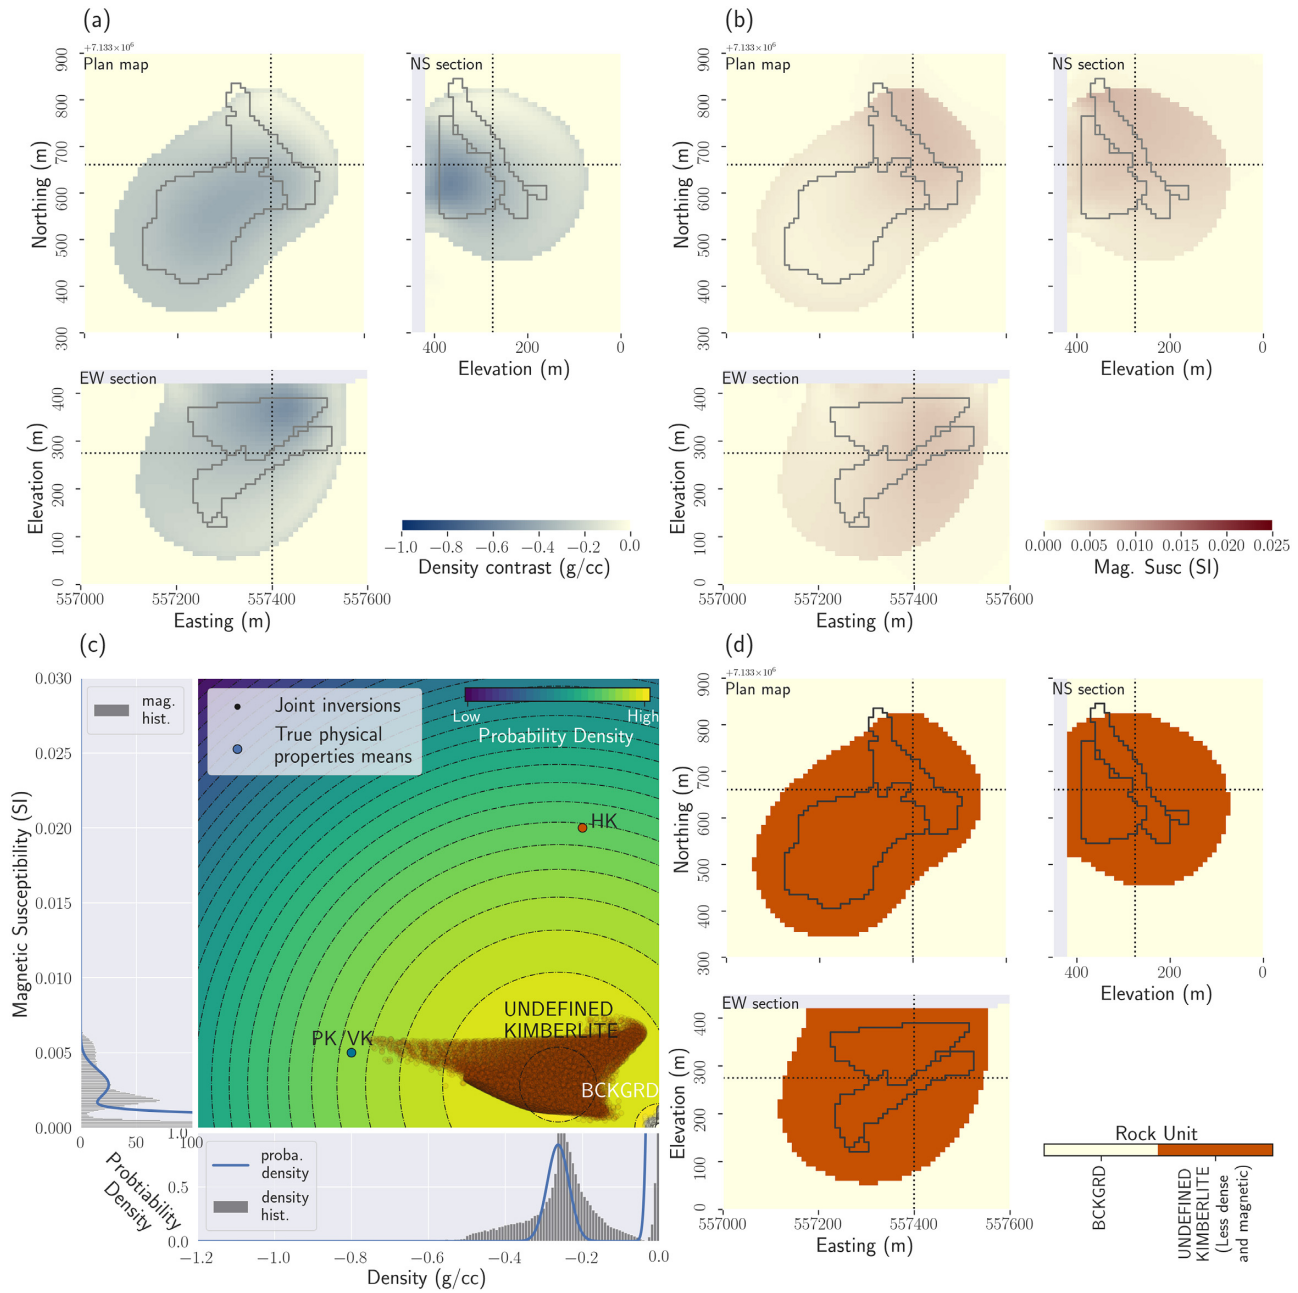 (a)
+7.133×10⁶
Plan map
NS section
900
800
700
600
500
400
300
Northing (m)
400
200
0
Elevation (m)
EW section
400
300
200
100
0
Elevation (m)
557000
557200
557400
557600
Easting (m)
−1.0 −0.8 −0.6 −0.4 −0.2 0.0
Density contrast (g/cc)
(b)
+7.133×10⁶
Plan map
NS section
900
800
700
600
500
400
300
Northing (m)
400
200
0
Elevation (m)
EW section
400
300
200
100
0
Elevation (m)
557000
557200
557400
557600
Easting (m)
0.000 0.005 0.010 0.015 0.020 0.025
Mag. Susc (SI)
(c)
0.030
0.025
0.020
0.015
0.010
0.005
0.000
Magnetic Susceptibility (SI)
mag.
hist.
0
50
100
Probtiability
Density
Joint inversions
True physical
properties means
Low
High
Probability Density
HK
UNDEFINED
KIMBERLITE
PK/VK
BCKGRD
1.0
0.5
0.0
proba.
density
density
hist.
−1.2
−1.0
−0.8
−0.6
−0.4
−0.2
0.0
Density (g/cc)
(d)
+7.133×10⁶
Plan map
NS section
900
800
700
600
500
400
300
Northing (m)
400
200
0
Elevation (m)
EW section
400
300
200
100
0
Elevation (m)
557000
557200
557400
557600
Easting (m)
Rock Unit
BCKGRD
UNDEFINED
KIMBERLITE
(Less dense
and magnetic)